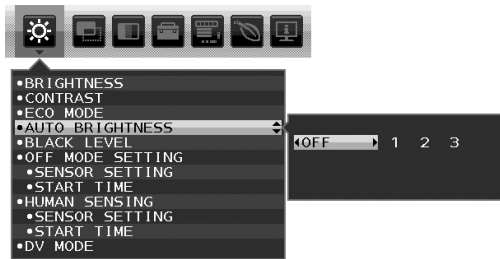 •BRIGHTNESS
•CONTRAST
•ECO MODE
•AUTO BRIGHTNESS
OFF 1 2 3
•BLACK LEVEL
•OFF MODE SETTING
•SENSOR SETTING
•START TIME
•HUMAN SENSING
•SENSOR SETTING
•START TIME
•DV MODE